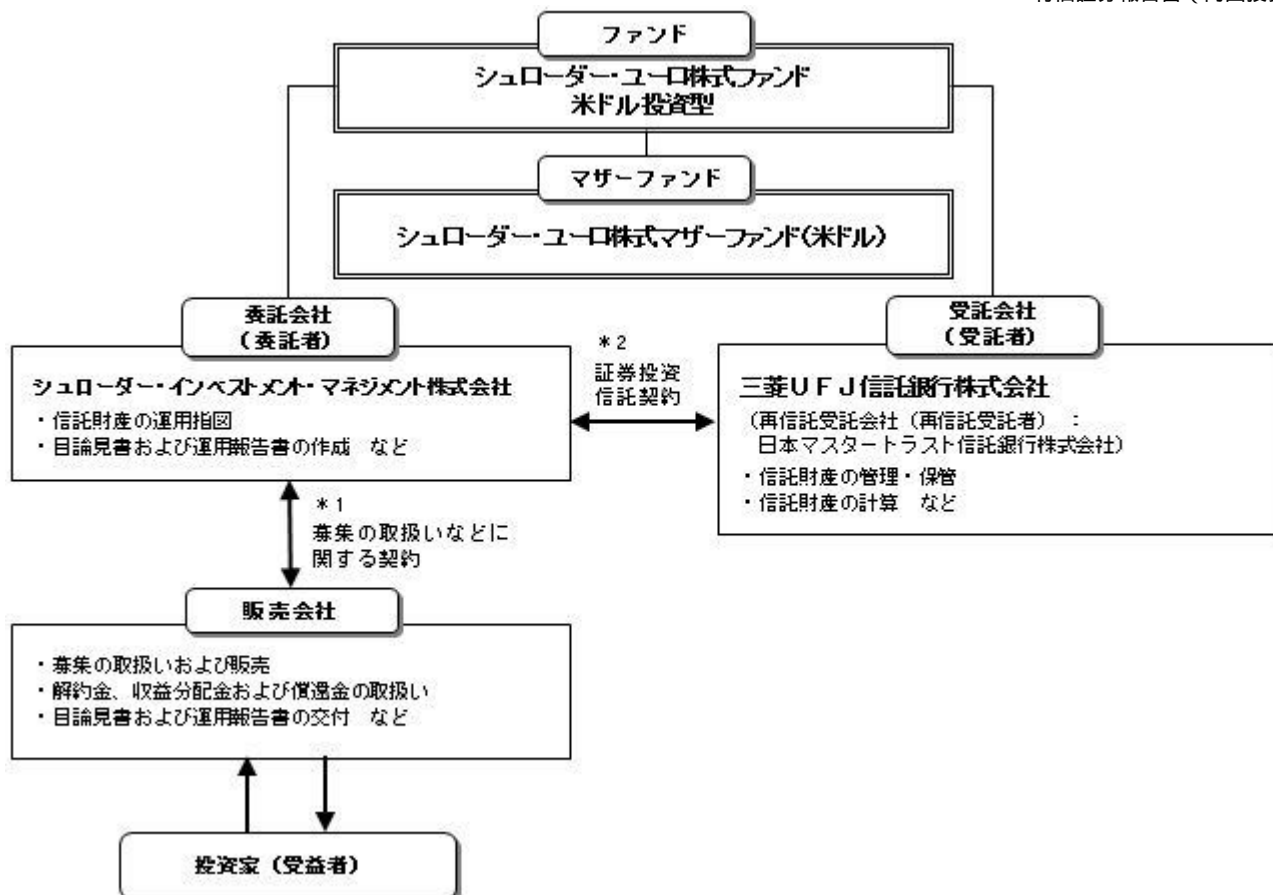 ファンド
シュローダー・ユーロ株式ファンド
米ドル投資型
マザーファンド
シュローダー・ユーロ株式マザーファンド(米ドル)
委託会社
(委託者)
シュローダー・インベストメント・マネジメント株式会社
・信託財産の運用指図
・目論見書および運用報告書の作成 など
*2
証券投資
信託契約
受託会社
(受託者)
三菱UFJ信託銀行株式会社
(再信託受託会社(再信託受託者) :
日本マスタートラスト信託銀行株式会社)
・信託財産の管理・保管
・信託財産の計算 など
*1
募集の取扱いなどに
関する契約
販売会社
・募集の取扱いおよび販売
・解約金、収益分配金および償還金の取扱い
・目論見書および運用報告書の交付 など
投資家(受益者)